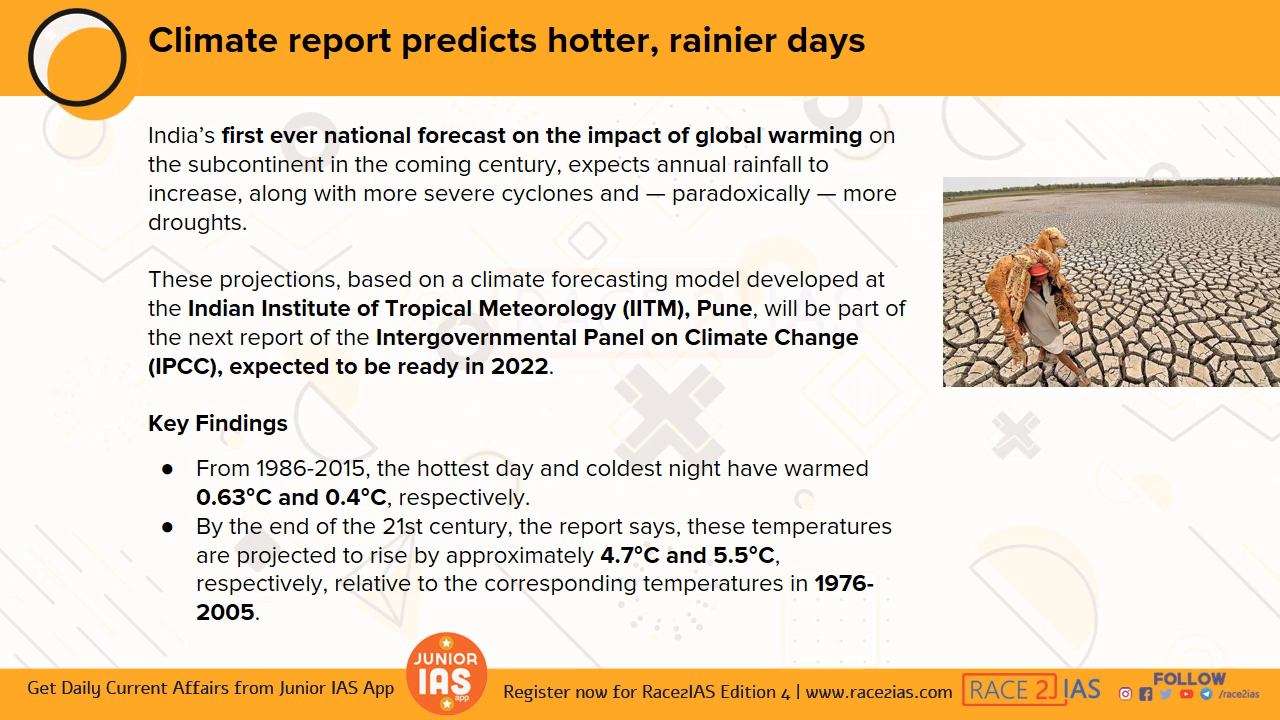 Climate report predicts hotter, rainier days
India’s first ever national forecast on the impact of global warming on
the subcontinent in the coming century, expects annual rainfall to
increase, along with more severe cyclones and — paradoxically — more
droughts.
These projections, based on a climate forecasting model developed at
the Indian Institute of Tropical Meteorology (IITM), Pune, will be part of
the next report of the Intergovernmental Panel on Climate Change
(IPCC), expected to be ready in 2022.
Key Findings
● From 1986-2015, the hottest day and coldest night have warmed
0.63°C and 0.4°C, respectively.
● By the end of the 21st century, the report says, these temperatures
are projected to rise by approximately 4.7°C and 5.5°C,
respectively, relative to the corresponding temperatures in 1976-
2005.
Get Daily Current Affairs from Junior IAS App
JUNIOR
IAS
app
Register now for Race2IAS Edition 4 | www.race2ias.com
RACE 2 IAS
FOLLOW
/race2ias